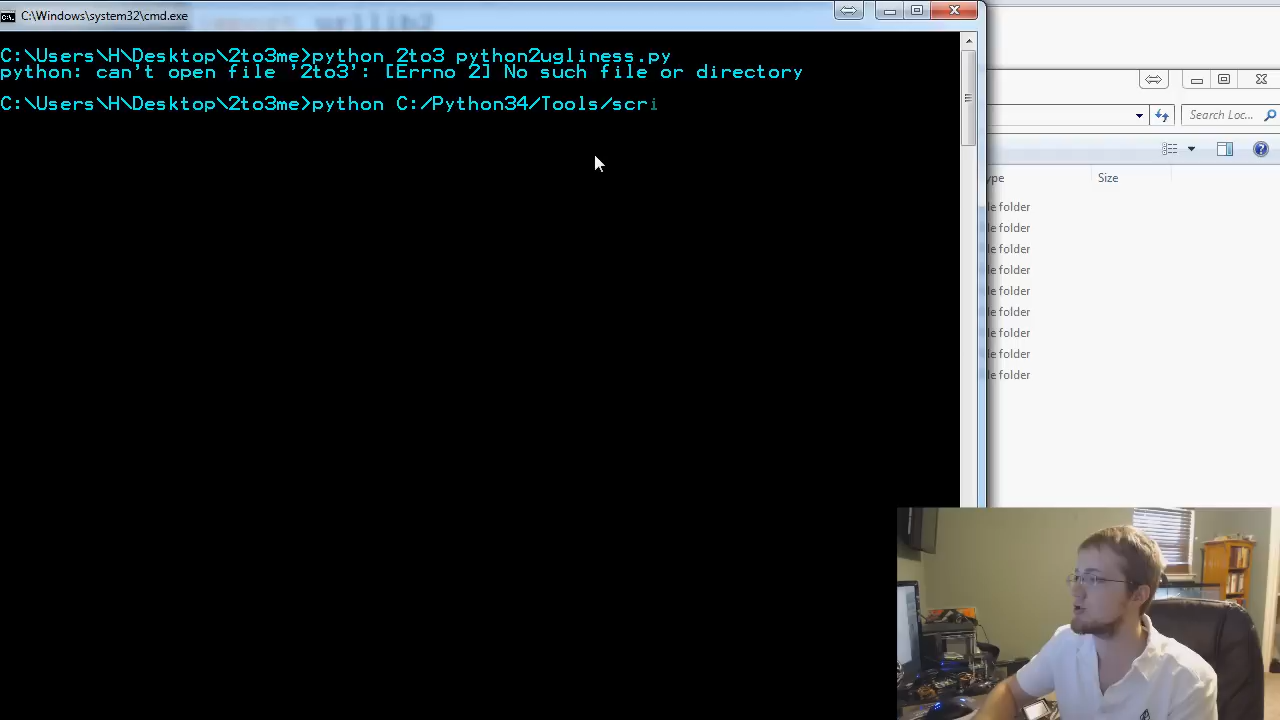 C:\Windows\system32\cmd.exe
import urllib2
C:\Users\H\Desktop\2to3me>python 2to3 python2ugliness.py
python: can't open file '2to3': [Errno 2] No such file or directory
C:\Users\H\Desktop\2to3me>python C:/Python34/Tools/scri
Search Loc...
ype
Size
le folder
le folder
le folder
le folder
le folder
le folder
le folder
le folder
le folder